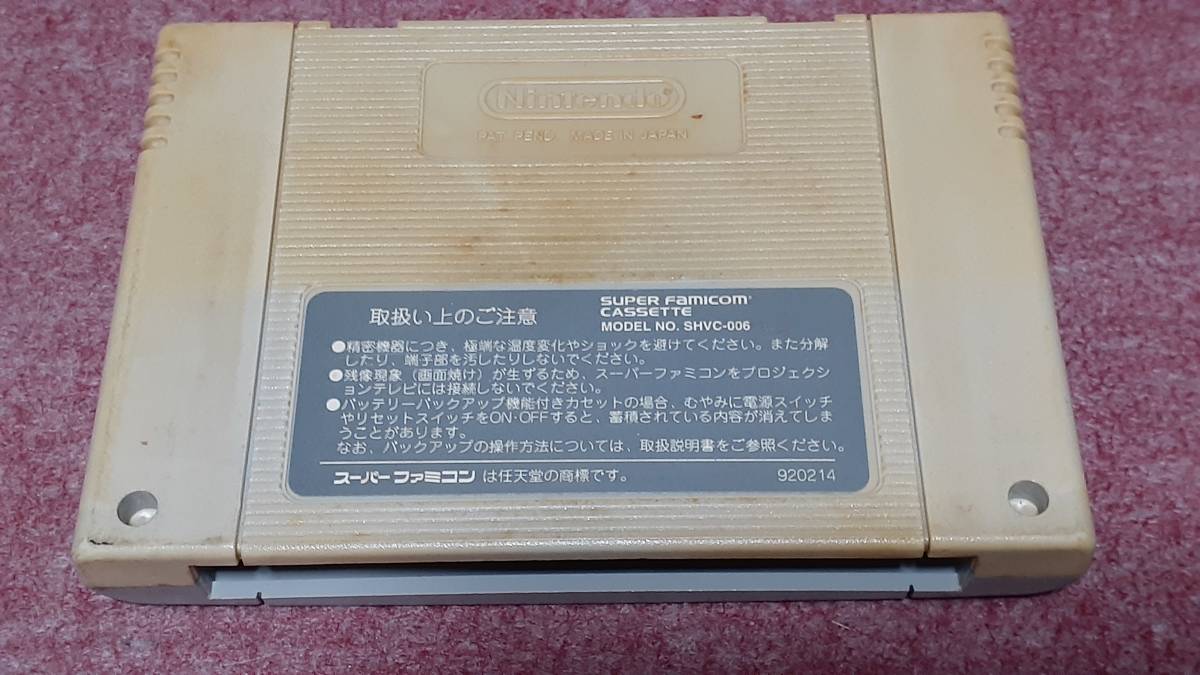 Nintendo®
PAT. PEND. MADE IN JAPAN
取扱い上のご注意
SUPER FAMICOM
CASSETTE
MODEL NO. SHVC-006
●精密機器につき、極端な温度変化やショックを避けてください。また分解
したり、端子部を汚したりしないでください。
●残像現象（画面焼け）が生ずるため、スーパーファミコンをプロジェクシ
ョンテレビには接続しないでください。
●バッテリーバックアップ機能付きカセットの場合、むやみに電源スイッチ
やリセットスイッチをON・OFFすると、蓄積されている内容が消えてしま
うことがあります。
なお、バックアップの操作方法については、取扱説明書をご参照ください。
スーパーファミコンは任天堂の商標です。
920214